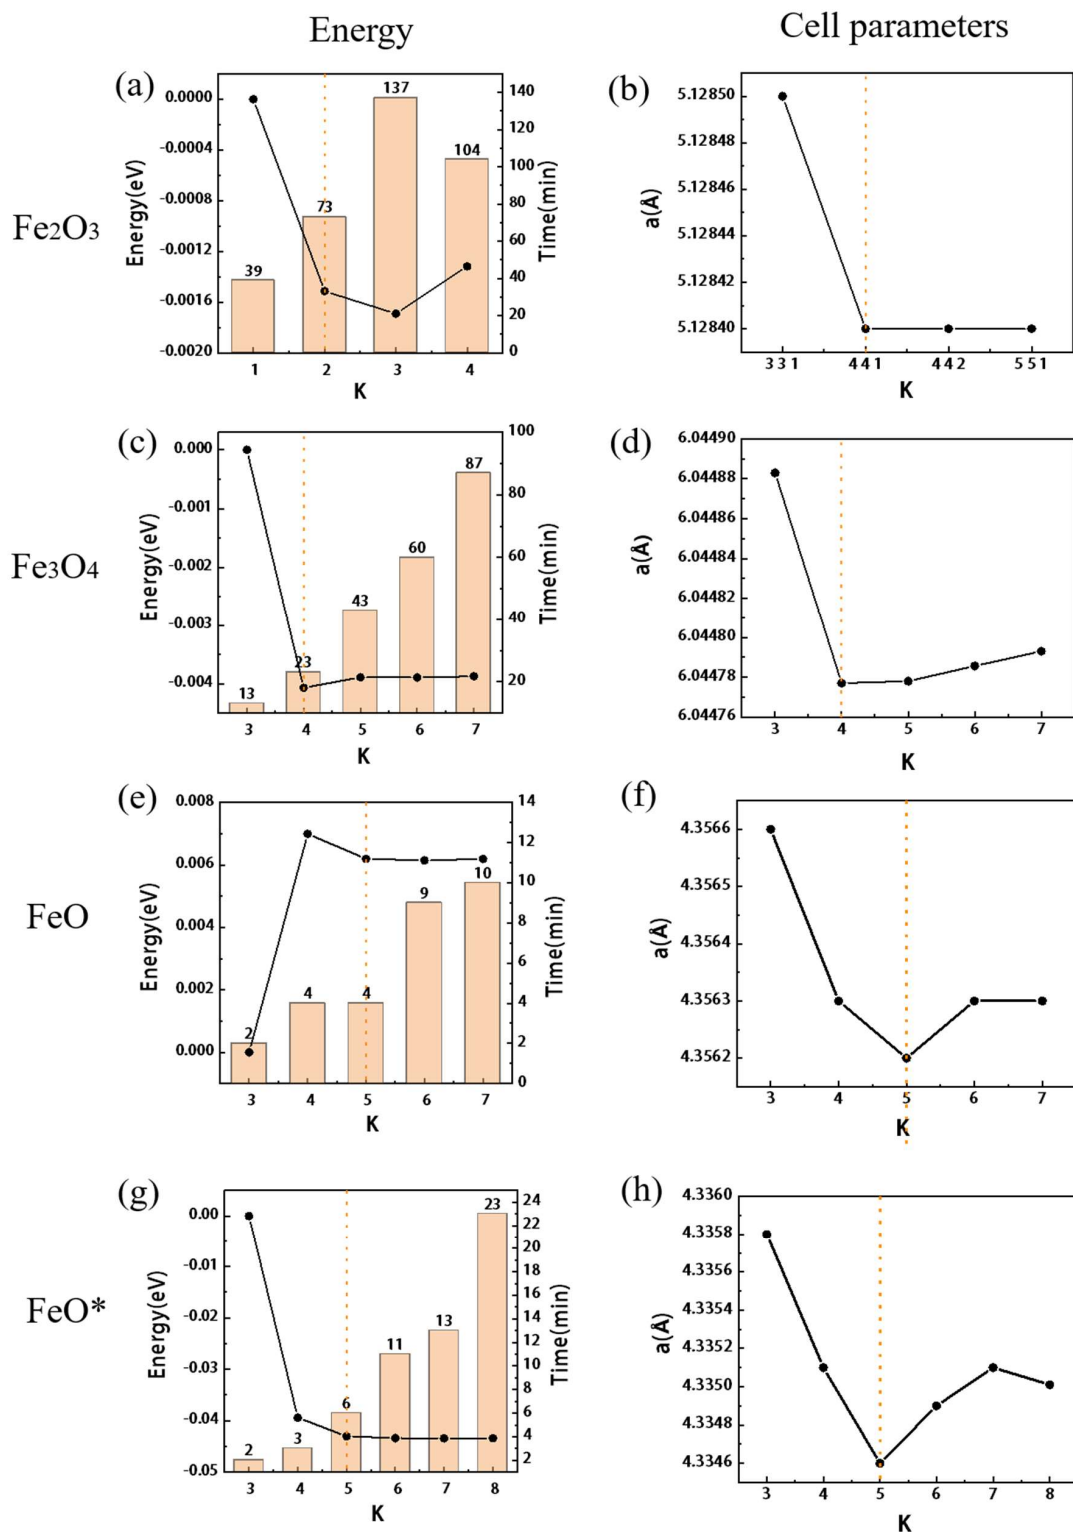 Energy
Cell parameters
Fe2O3
(a)
0.0000
-0.0004
-0.0008
-0.0012
-0.0016
-0.0020
Energy(eV)
39
73
137
104
140
120
100
80
60
40
20
0
Time(min)
1 2 3 4
K
(b)
5.12850
5.12848
5.12846
5.12844
5.12842
5.12840
a(Å)
3 3 1 4 4 1 4 4 2 5 5 1
K
Fe3O4
(c)
0.000
-0.001
-0.002
-0.003
-0.004
Energy(eV)
13
23
43
60
87
100
80
60
40
20
Time(min)
3 4 5 6 7
K
(d)
6.04490
6.04488
6.04486
6.04484
6.04482
6.04480
6.04478
6.04476
a(Å)
3 4 5 6 7
K
FeO
(e)
0.008
0.006
0.004
0.002
0.000
Energy(eV)
2
4
4
9
10
14
12
10
8
6
4
2
0
Time(min)
3 4 5 6 7
K
(f)
4.3566
4.3565
4.3564
4.3563
4.3562
a(Å)
3 4 5 6 7
K
FeO*
(g)
0.00
-0.01
-0.02
-0.03
-0.04
-0.05
Energy(eV)
2
3
6
11
13
23
24
22
20
18
16
14
12
10
8
6
4
2
Time(min)
3 4 5 6 7 8
K
(h)
4.3360
4.3358
4.3356
4.3354
4.3352
4.3350
4.3348
4.3346
a(Å)
3 4 5 6 7 8
K